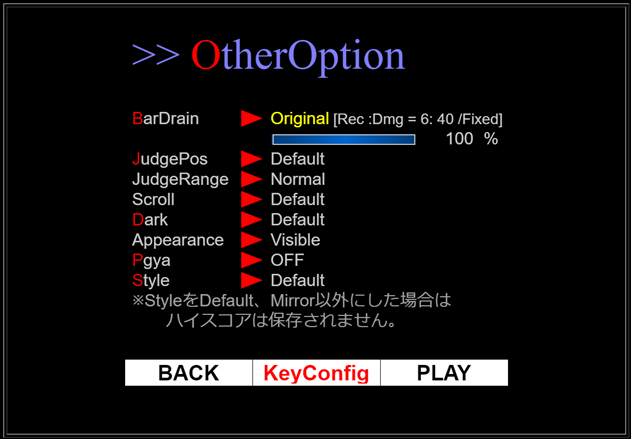 >> OtherOption
BarDrain Original [Rec :Dmg = 6: 40 /Fixed]
100 %
JudgePos Default
JudgeRange Normal
Scroll Default
Dark Default
Appearance Visible
Pgya OFF
Style Default
※StyleをDefault、Mirror以外にした場合は
ハイスコアは保存されません。
BACK KeyConfig PLAY